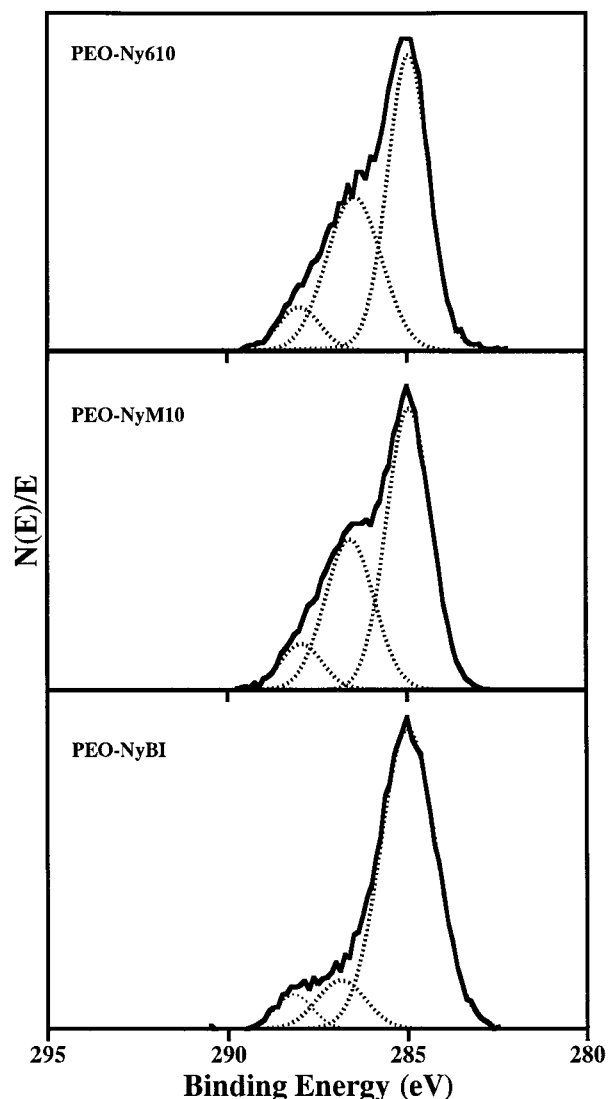 PEO-Ny610
PEO-NyM10
N(E)/E
PEO-NyBI
295 290 285 280
Binding Energy (eV)